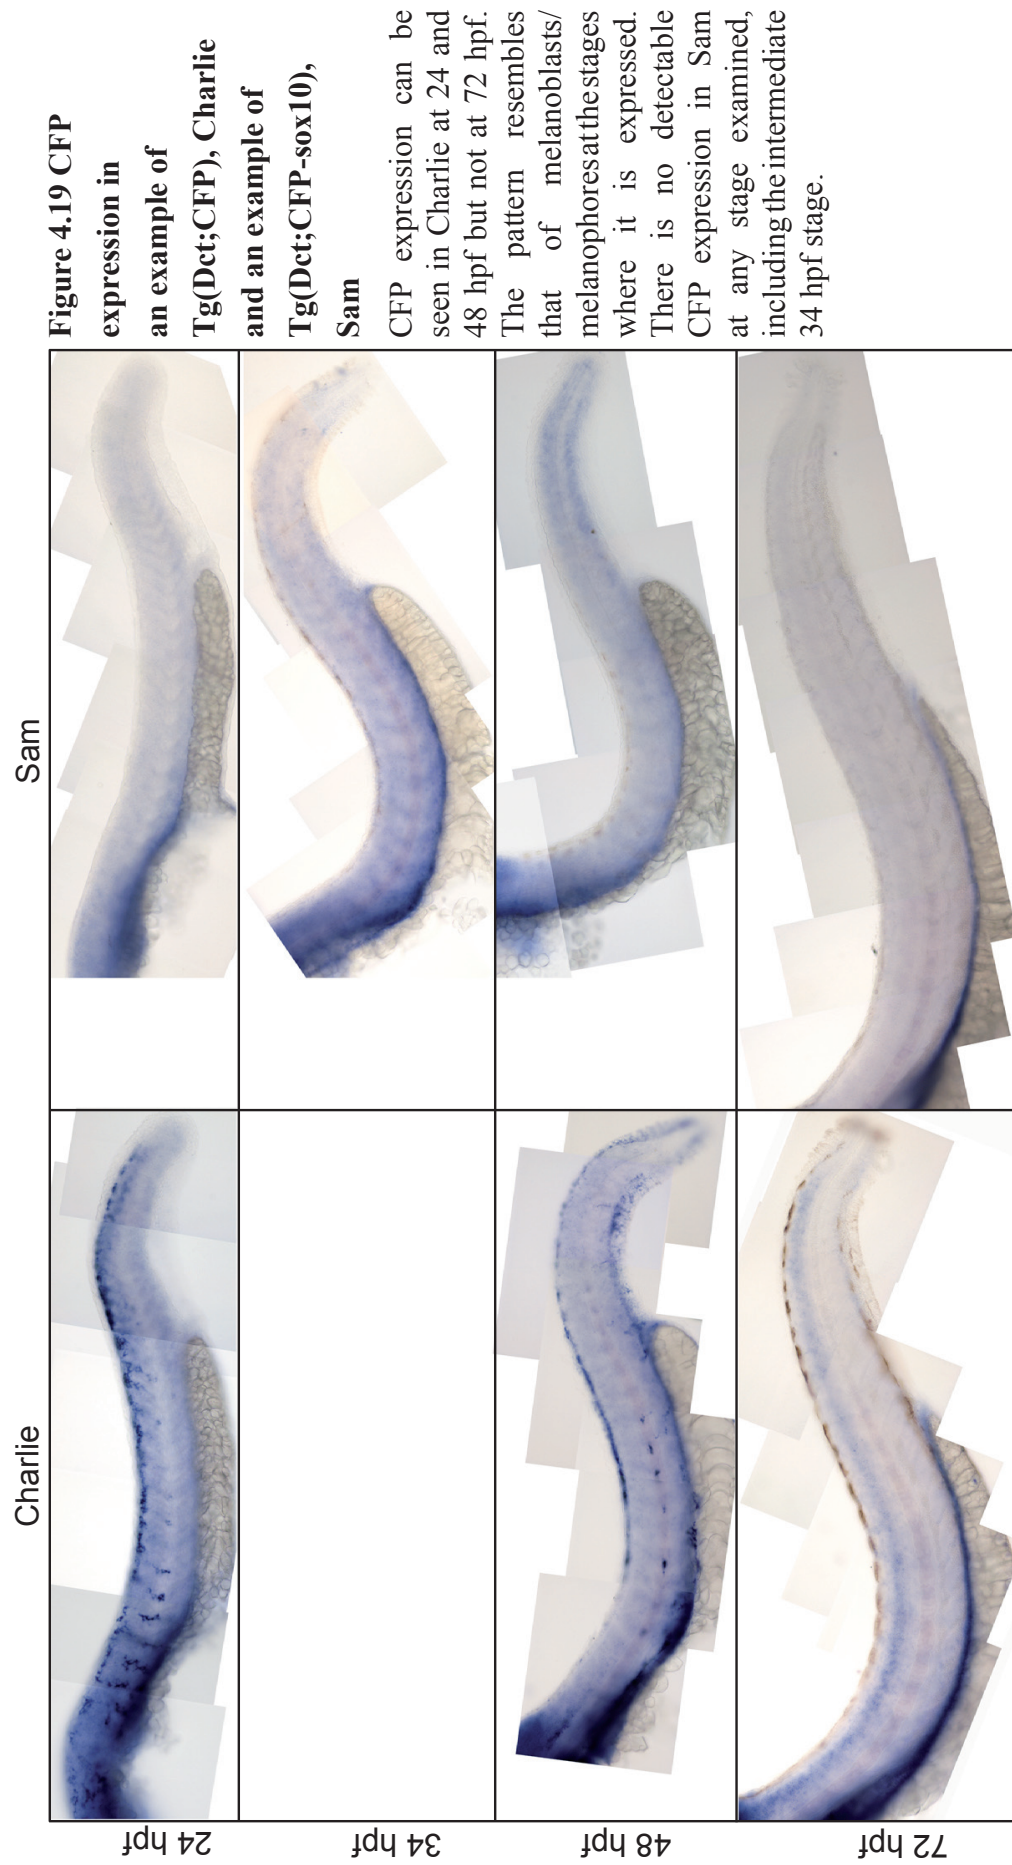 Charlie
Sam
24 hpf
34 hpf
48 hpf
72 hpf
Figure 4.19 CFP
expression in
an example of
Tg(Dct;CFP), Charlie
and an example of
Tg(Dct;CFP-sox10),
Sam
CFP expression can be
seen in Charlie at 24 and
48 hpf but not at 72 hpf.
The pattern resembles
that of melanoblasts/
melanophores at the stages
where it is expressed.
There is no detectable
CFP expression in Sam
at any stage examined,
including the intermediate
34 hpf stage.